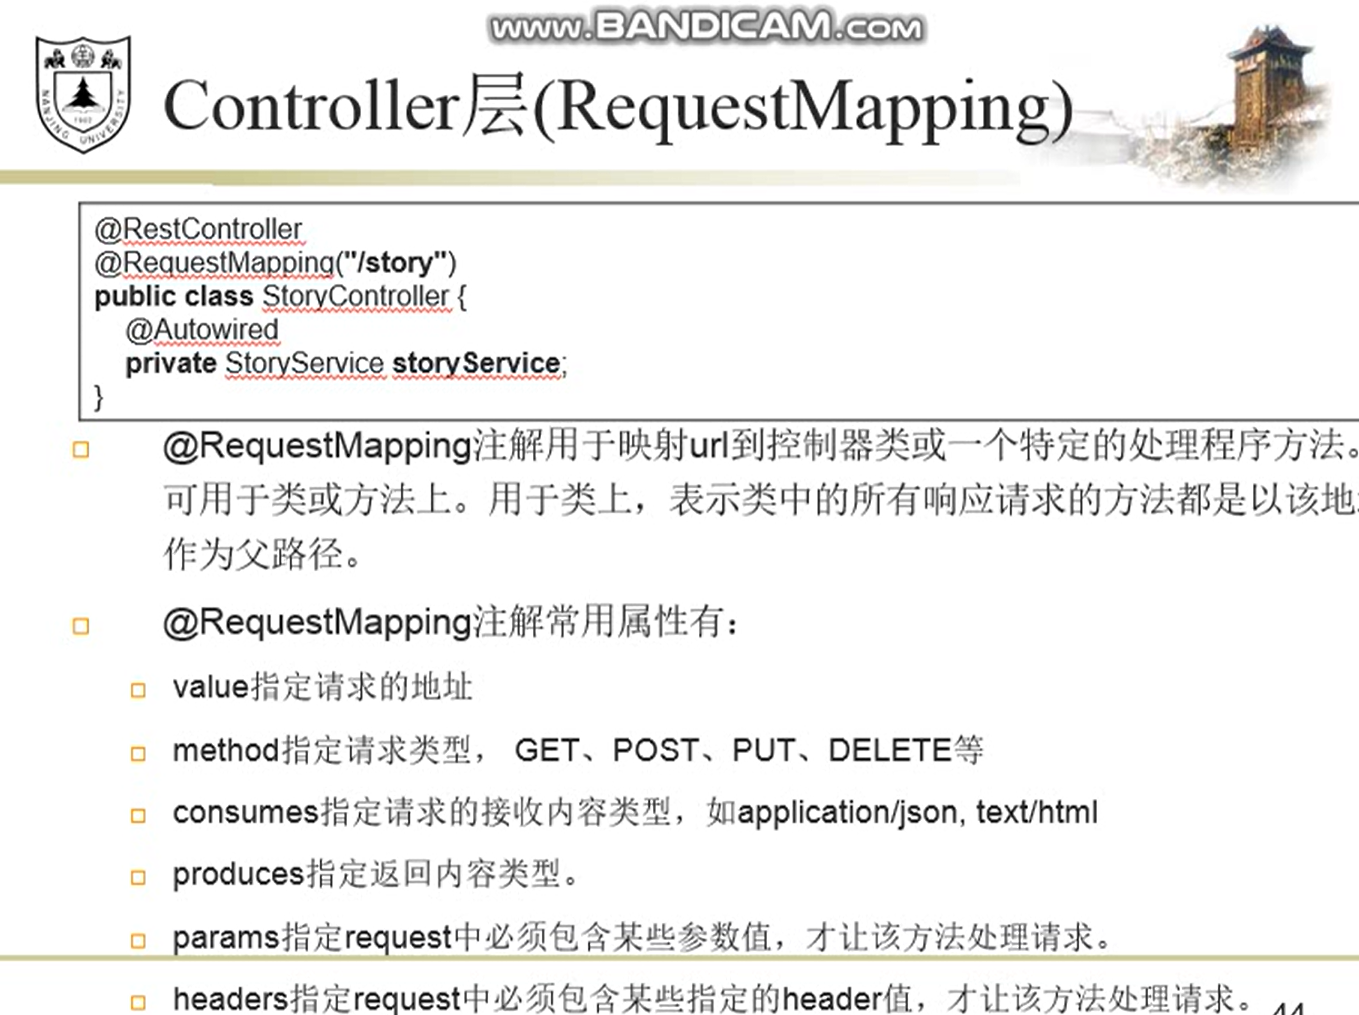 www.BANDICAM.com
NANJING UNIVERSITY
1902
Controller层(RequestMapping)
@RestController
@RequestMapping("/story")
public class StoryController {
@Autowired
private StoryService storyService;
}
@RequestMapping注解用于映射url到控制器类或一个特定的处理程序方法。
可用于类或方法上。用于类上，表示类中的所有响应请求的方法都是以该地
作为父路径。
@RequestMapping注解常用属性有：
value指定请求的地址
method指定请求类型， GET、POST、PUT、DELETE等
consumes指定请求的接收内容类型，如application/json, text/html
produces指定返回内容类型。
params指定request中必须包含某些参数值，才让该方法处理请求。
headers指定request中必须包含某些指定的header值，才让该方法处理请求。
44